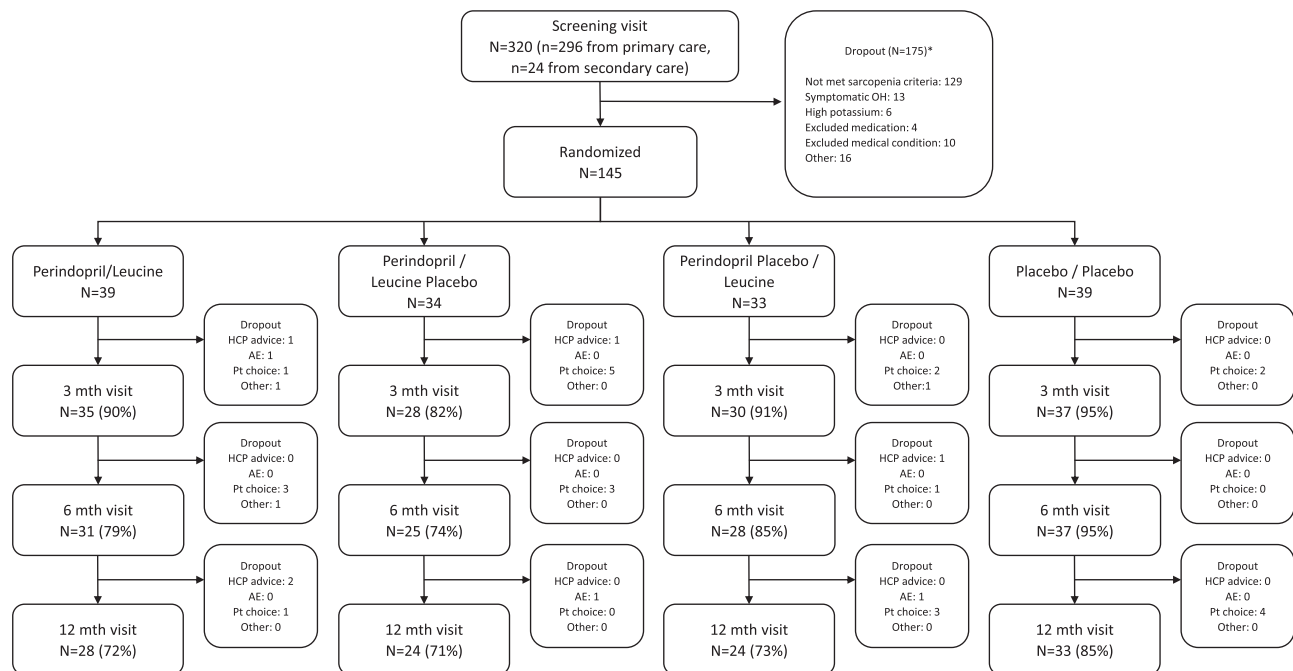 Screening visit
N=320 (n=296 from primary care,
n=24 from secondary care)
Dropout (N=175)*
Not met sarcopenia criteria: 129
Symptomatic OH: 13
High potassium: 6
Excluded medication: 4
Excluded medical condition: 10
Other: 16
Randomized
N=145
Perindopril/Leucine
N=39
Perindopril /
Leucine Placebo
N=34
Perindopril Placebo /
Leucine
N=33
Placebo / Placebo
N=39
Dropout
HCP advice: 1
AE: 1
Pt choice: 1
Other: 1
Dropout
HCP advice: 1
AE: 0
Pt choice: 5
Other: 0
Dropout
HCP advice: 0
AE: 0
Pt choice: 2
Other:1
Dropout
HCP advice: 0
AE: 0
Pt choice: 2
Other: 0
3 mth visit
N=35 (90%)
3 mth visit
N=28 (82%)
3 mth visit
N=30 (91%)
3 mth visit
N=37 (95%)
Dropout
HCP advice: 0
AE: 0
Pt choice: 3
Other: 1
Dropout
HCP advice: 0
AE: 0
Pt choice: 3
Other: 0
Dropout
HCP advice: 1
AE: 0
Pt choice: 1
Other: 0
Dropout
HCP advice: 0
AE: 0
Pt choice: 0
Other: 0
6 mth visit
N=31 (79%)
6 mth visit
N=25 (74%)
6 mth visit
N=28 (85%)
6 mth visit
N=37 (95%)
Dropout
HCP advice: 2
AE: 0
Pt choice: 1
Other: 0
Dropout
HCP advice: 0
AE: 1
Pt choice: 0
Other: 0
Dropout
HCP advice: 0
AE: 1
Pt choice: 3
Other: 0
Dropout
HCP advice: 0
AE: 0
Pt choice: 4
Other: 0
12 mth visit
N=28 (72%)
12 mth visit
N=24 (71%)
12 mth visit
N=24 (73%)
12 mth visit
N=33 (85%)